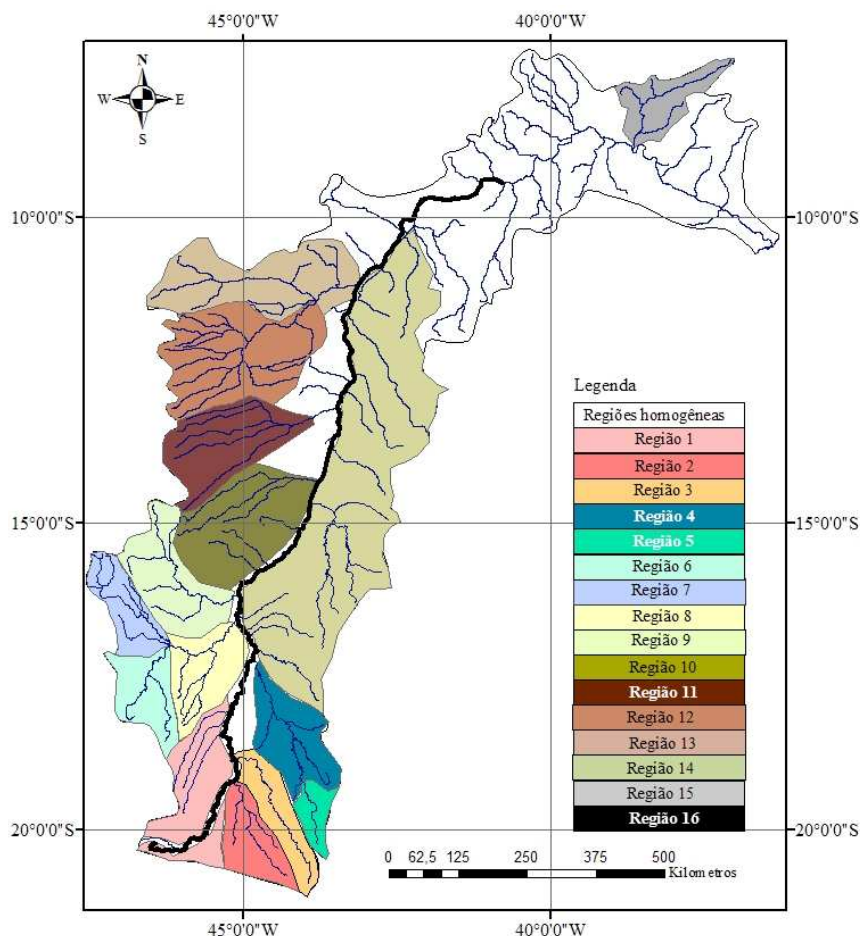 45°0'0"W 40°0'0"W
N
W E
S
10°0'0"S 10°0'0"S
Legenda
Regiões homogêneas
Região 1
Região 2
Região 3
Região 4
Região 5
Região 6
Região 7
Região 8
Região 9
Região 10
Região 11
Região 12
Região 13
Região 14
Região 15
Região 16
15°0'0"S 15°0'0"S
20°0'0"S 20°0'0"S
0 62,5 125 250 375 500
Kilometros
45°0'0"W 40°0'0"W